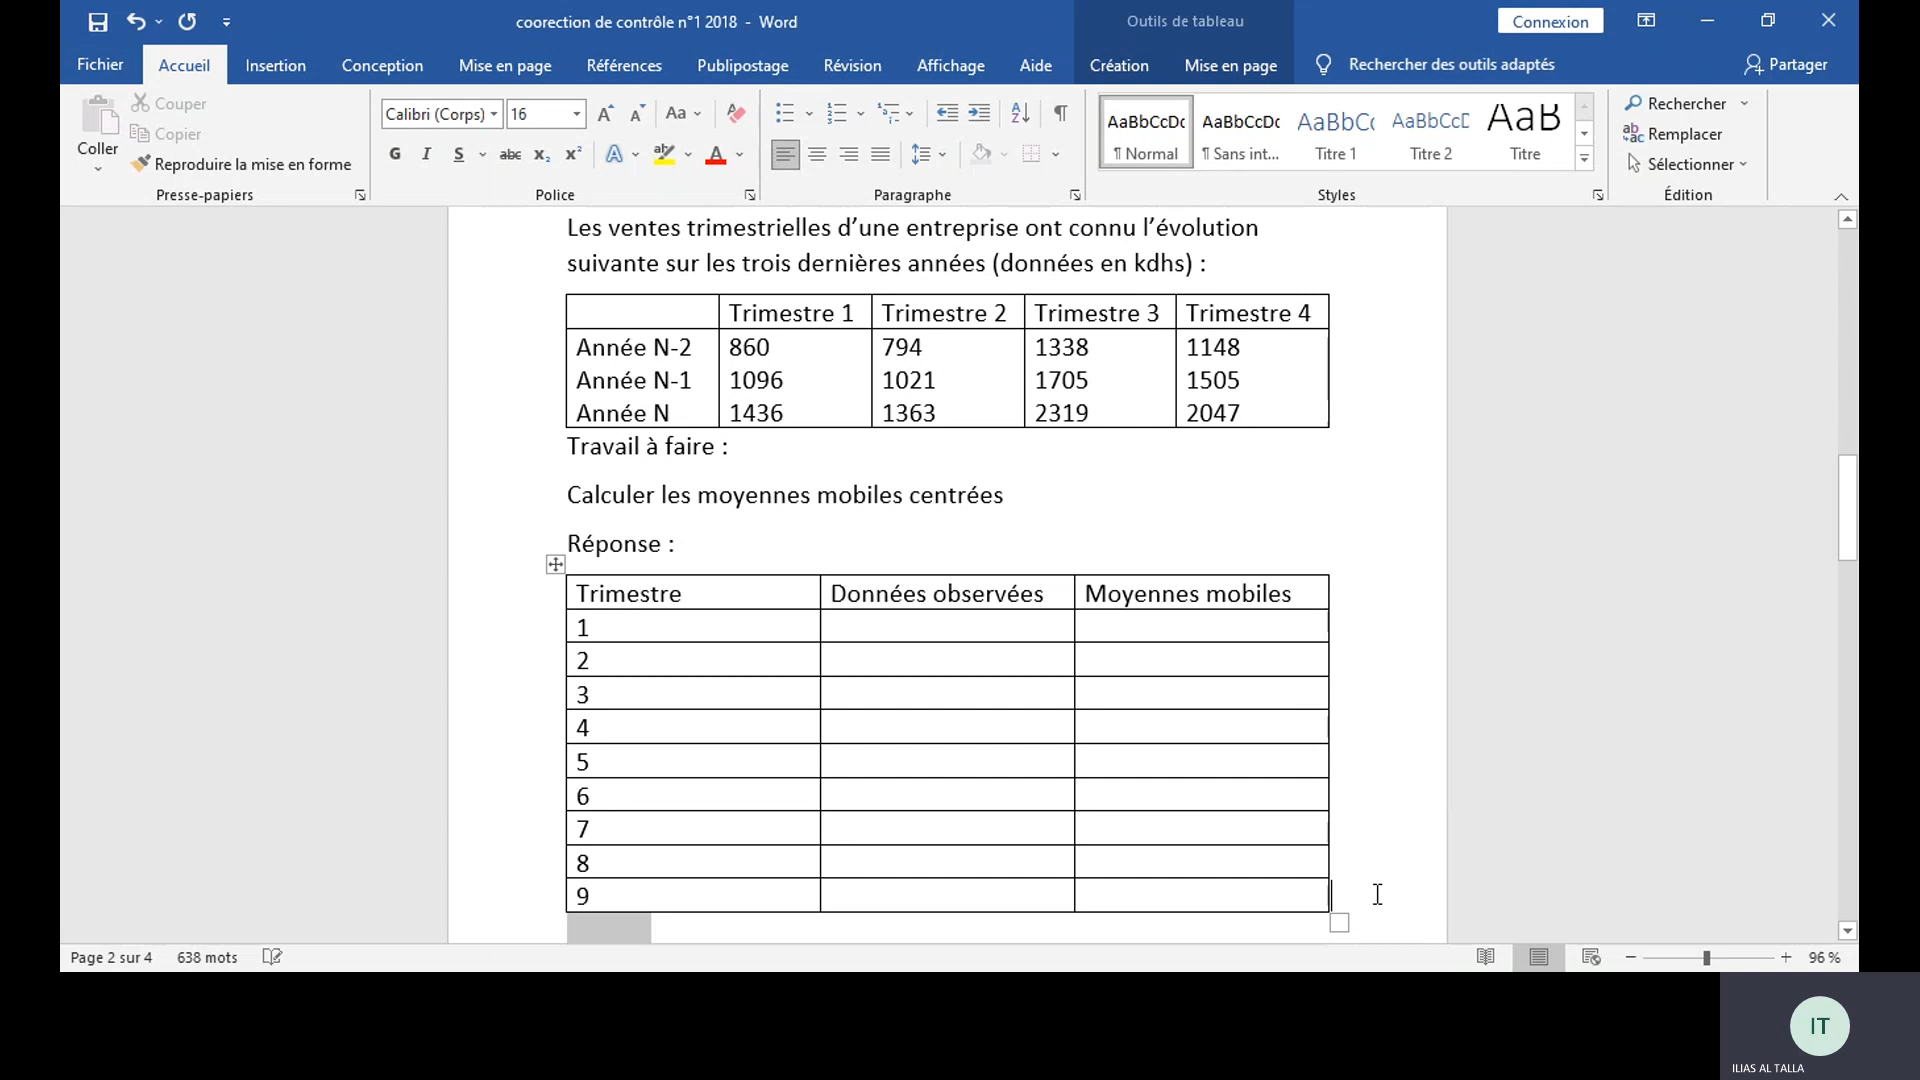 coorection de contrôle n°1 2018 - Word
Outils de tableau
Connexion
Fichier
Accueil
Insertion
Conception
Mise en page
Références
Publipostage
Révision
Affichage
Aide
Création
Mise en page
Rechercher des outils adaptés
Partager
Coller
Couper
Copier
Reproduire la mise en forme
Presse-papiers
Calibri (Corps)
16
Aa
G I S abc x₂ x²
Police
Paragraphe
AaBbCcDc
¶ Normal
AaBbCcDc
¶ Sans int...
AaBbCc
Titre 1
AaBbCcE
Titre 2
AaB
Titre
Styles
Rechercher
Remplacer
Sélectionner
Édition
Les ventes trimestrielles d’une entreprise ont connu l’évolution
suivante sur les trois dernières années (données en kdhs) :
Trimestre 1 Trimestre 2 Trimestre 3 Trimestre 4
Année N-2 860 794 1338 1148
Année N-1 1096 1021 1705 1505
Année N 1436 1363 2319 2047
Travail à faire :
Calculer les moyennes mobiles centrées
Réponse :
Trimestre Données observées Moyennes mobiles
1
2
3
4
5
6
7
8
9
Page 2 sur 4 638 mots
96 %
IT
ILIAS AL TALLA